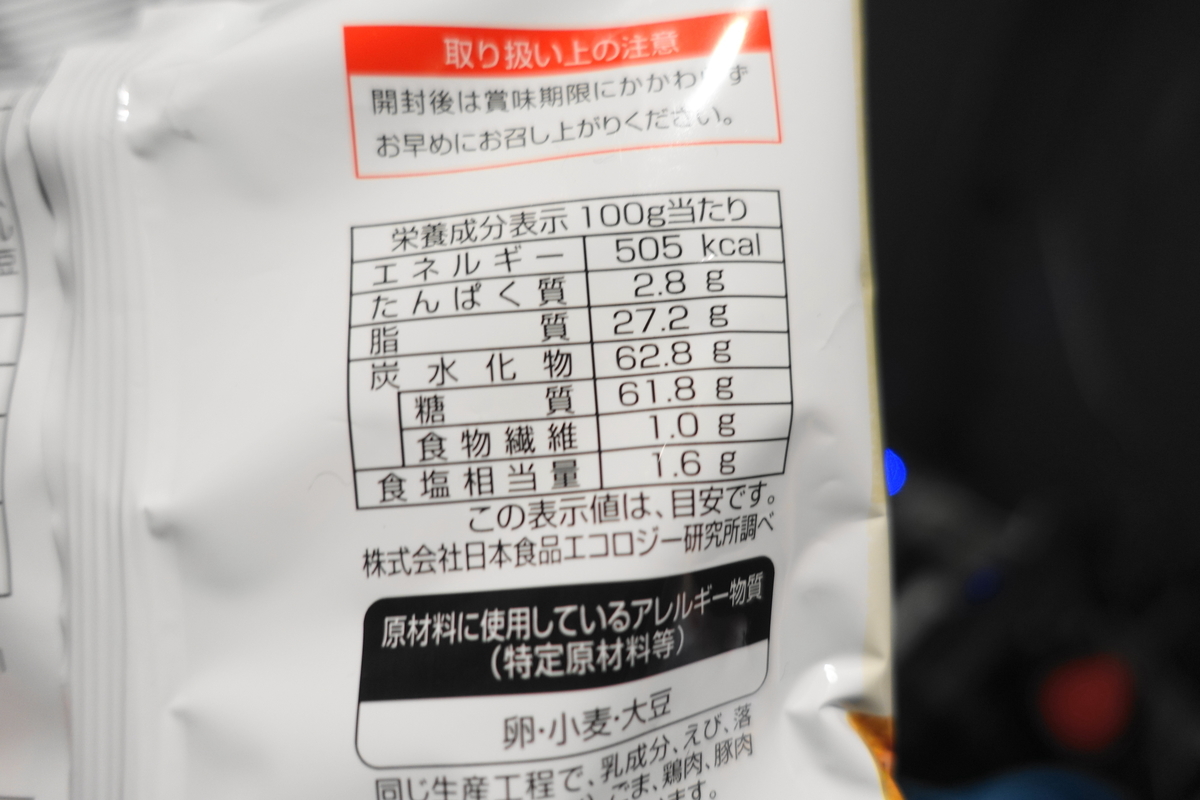 取り扱い上の注意
開封後は賞味期限にかかわらず
お早めにお召し上がりください。
栄養成分表示 100g当たり
エネルギー 505 kcal
たんぱく質 2.8 g
脂質 27.2 g
炭水化物 62.8 g
糖質 61.8 g
食物繊維 1.0 g
食塩相当量 1.6 g
この表示値は、目安です。
株式会社日本食品エコロジー研究所調べ
原材料に使用しているアレルギー物質
(特定原材料等)
卵・小麦・大豆
同じ生産工程で、乳成分、えび、落
ごま、鶏肉、豚肉
ます。